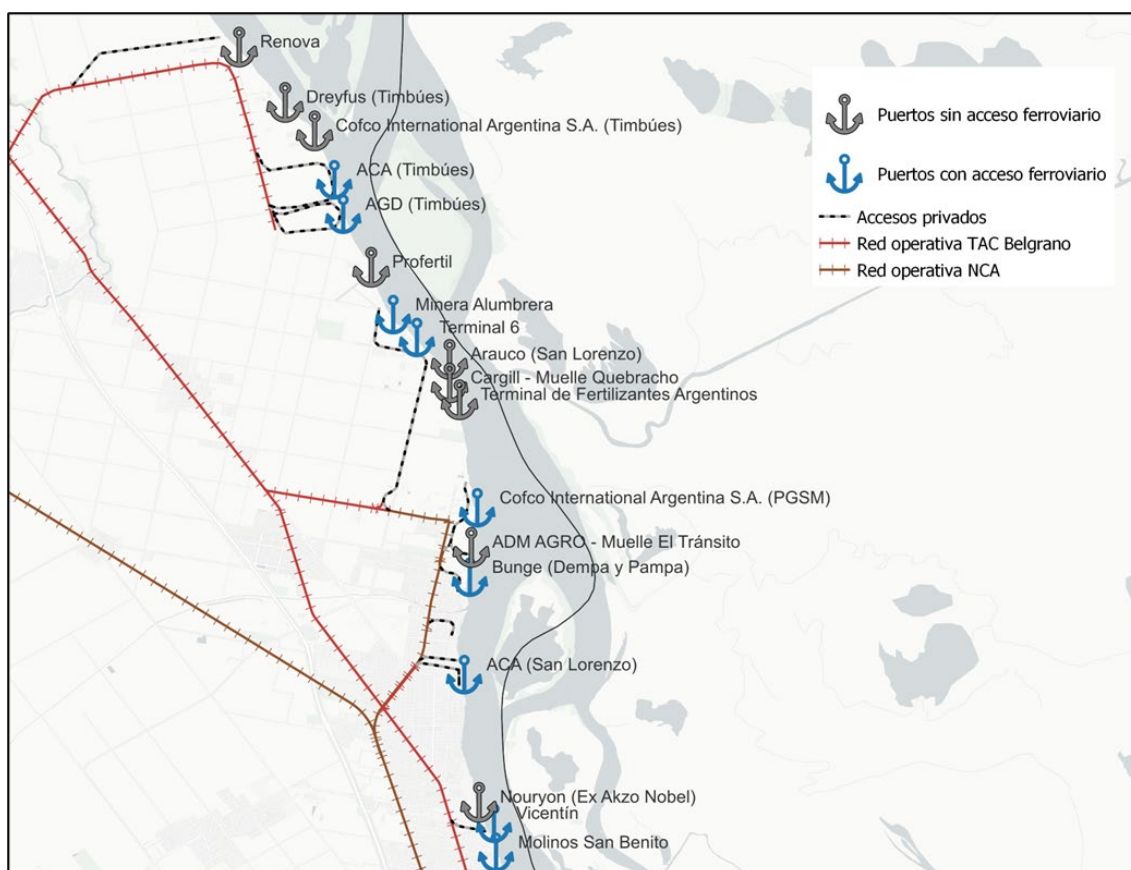 Renova
Dreyfus (Timbúes)
Cofco International Argentina S.A. (Timbúes)
ACA (Timbúes)
AGD (Timbúes)
Profertil
Minera Alumbrera
Terminal 6
Arauco (San Lorenzo)
Cargill - Muelle Quebracho
Terminal de Fertilizantes Argentinos
Cofco International Argentina S.A. (PGSM)
ADM AGRO - Muelle El Tránsito
Bunge (Dempa y Pampa)
ACA (San Lorenzo)
Nouryon (Ex Akzo Nobel)
Vicentín
Molinos San Benito
Puertos sin acceso ferroviario
Puertos con acceso ferroviario
Accesos privados
Red operativa TAC Belgrano
Red operativa NCA